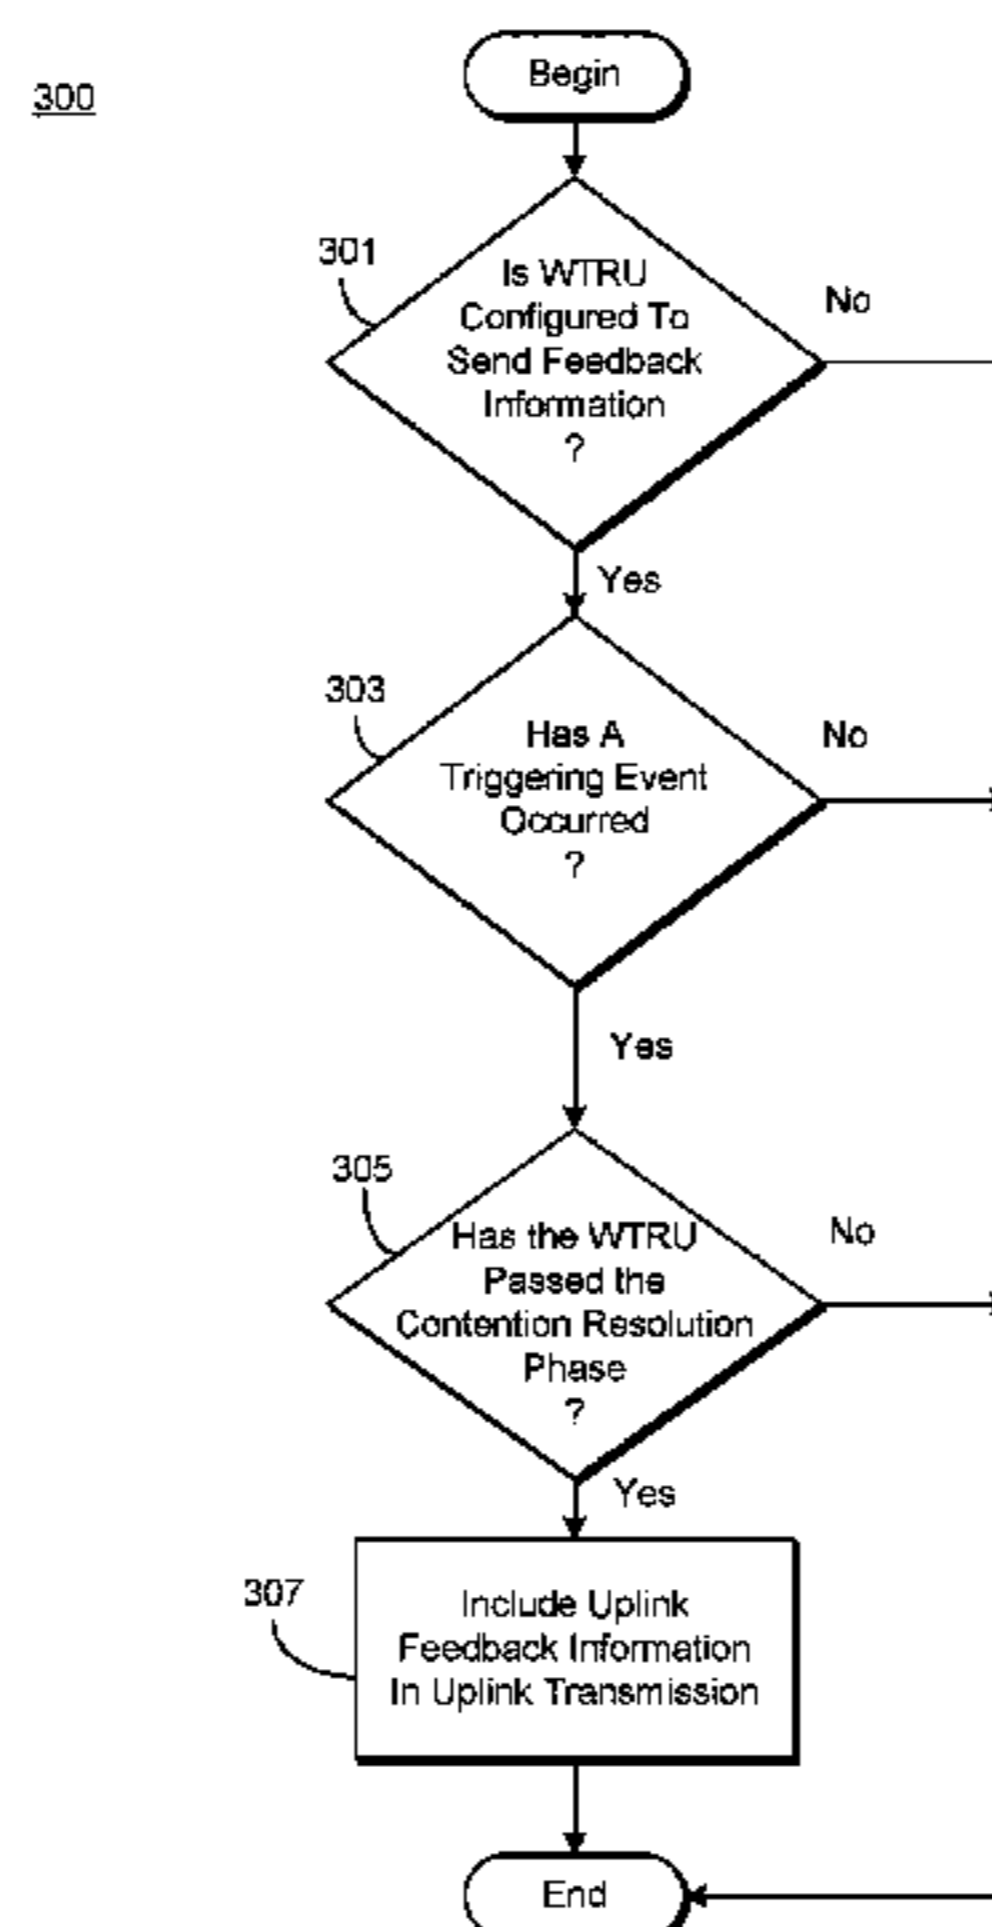 300
Begin
301
Is WTRU
Configured To
Send Feedback
Information
?
No
Yes
303
Has A
Triggering Event
Occurred
?
No
Yes
305
Has the WTRU
Passed the
Contention Resolution
Phase
?
No
Yes
307
Include Uplink
Feedback Information
In Uplink Transmission
End